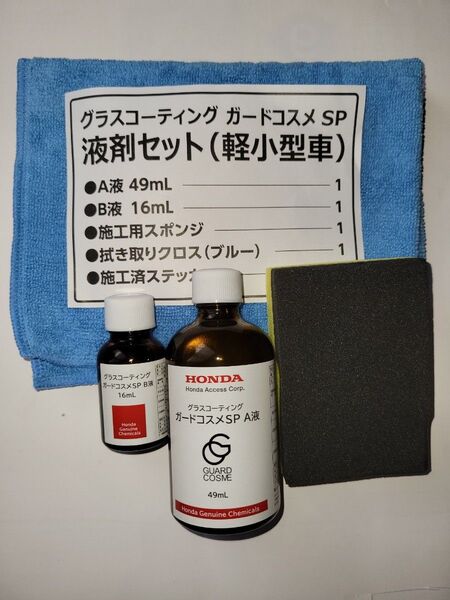 グラスコーティング ガードコスメ SP
液剤セット(軽小型車)
●A液 49mL 1
●B液 16mL 1
●施工用スポンジ 1
●拭き取りクロス(ブルー) 1
●施工済ステッカ
グラスコーティング
ガードコスメSP B液
16mL
Honda
Genuine
Chemicals
HONDA
Honda Access Corp.
グラスコーティング
ガードコスメSP A液
GUARD
COSME
49mL
Honda Genuine Chemicals